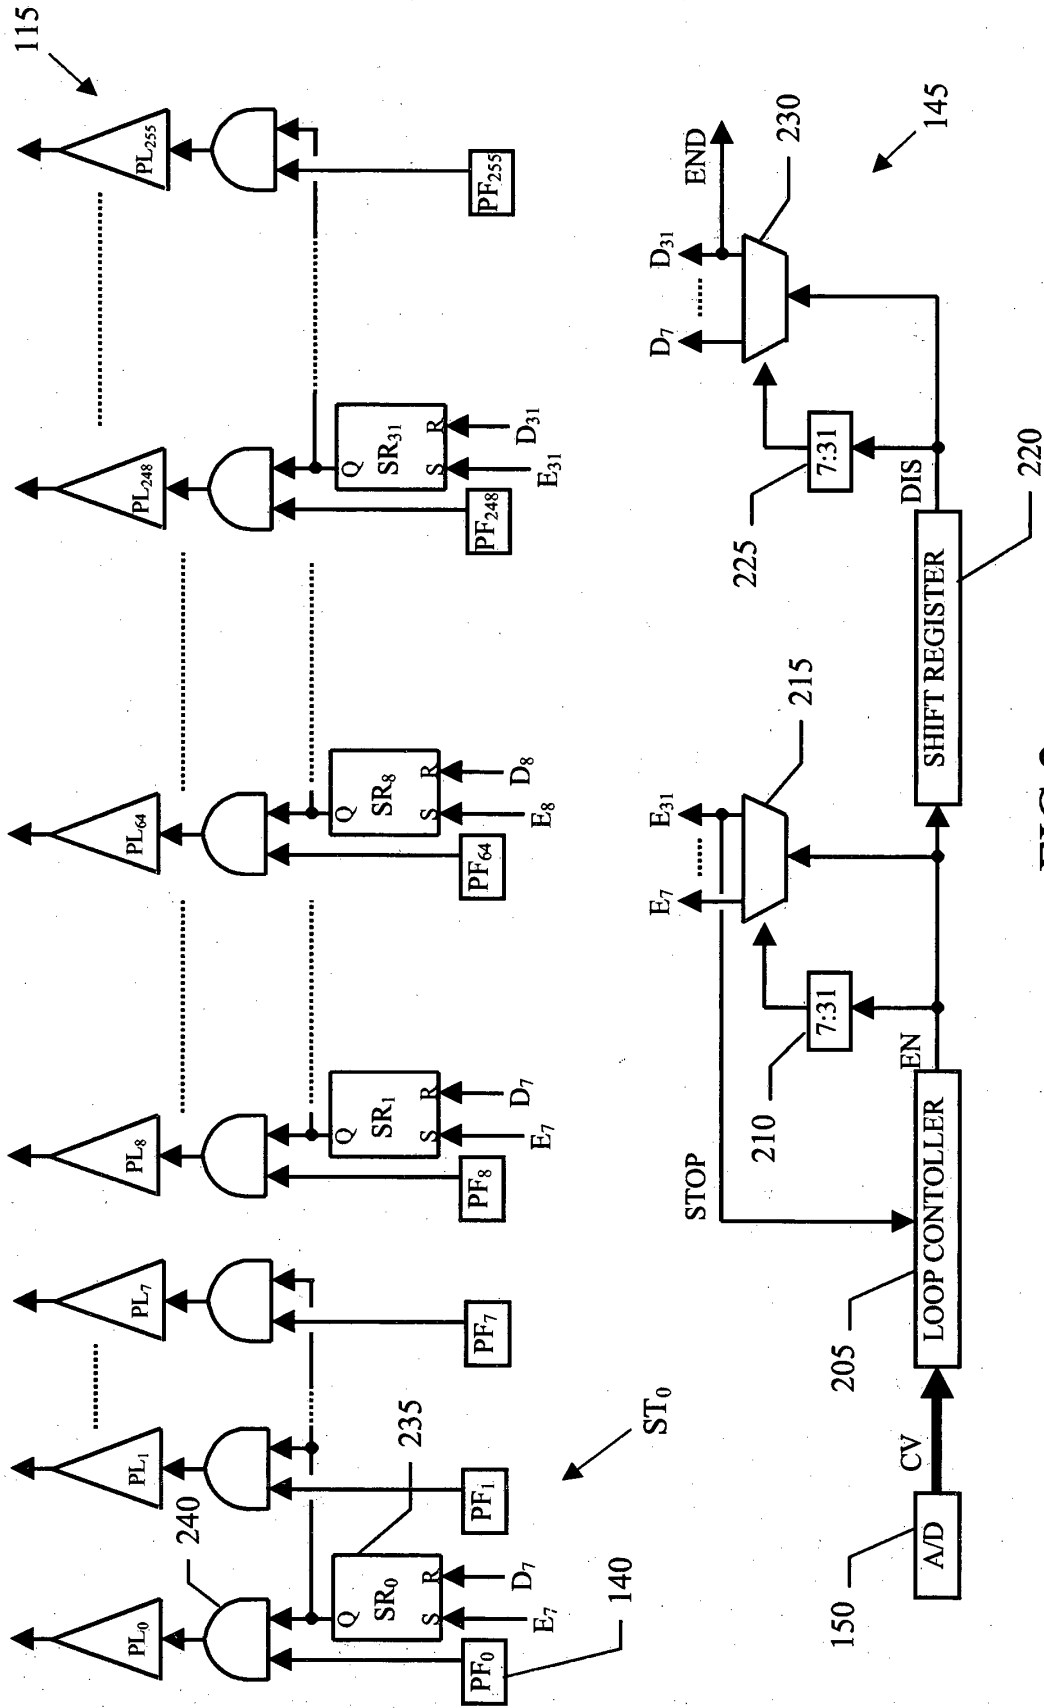 115
PL0
PL1
PL7
PL8
PL64
PL248
PL255
240
235
Q
SR0
S
R
E7
D7
Q
SR1
S
R
E7
D7
Q
SR8
S
R
E8
D8
Q
SR31
S
R
E31
D31
PF0
PF1
PF7
PF8
PF64
PF248
PF255
140
ST0
150
A/D
CV
205
LOOP CONTOLLER
STOP
EN
210
7:31
E7
E31
215
SHIFT REGISTER
220
DIS
225
7:31
D7
D31
END
230
145